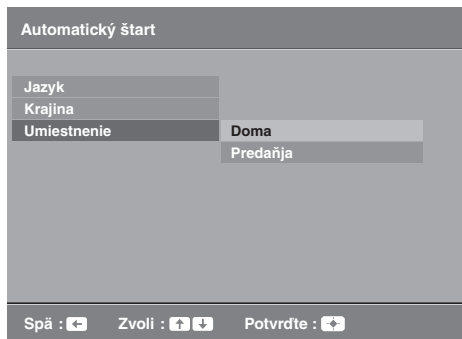 Automatický štart
Jazyk
Krajina
Umiestnenie
Doma
Predaňja
Spä : Zvoli : Potvrďte :